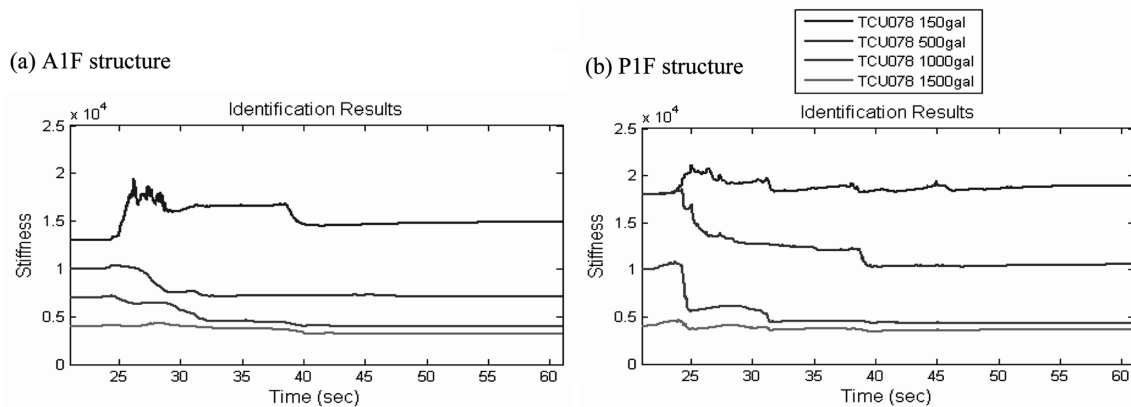 TCU078 150gal
TCU078 500gal
TCU078 1000gal
TCU078 1500gal
(a) A1F structure
(b) P1F structure
Identification Results
x 10^4
2.5
2
1.5
1
0.5
0
Stiffness
25 30 35 40 45 50 55 60
Time (sec)
Identification Results
x 10^4
2.5
2
1.5
1
0.5
0
Stiffness
25 30 35 40 45 50 55 60
Time (sec)